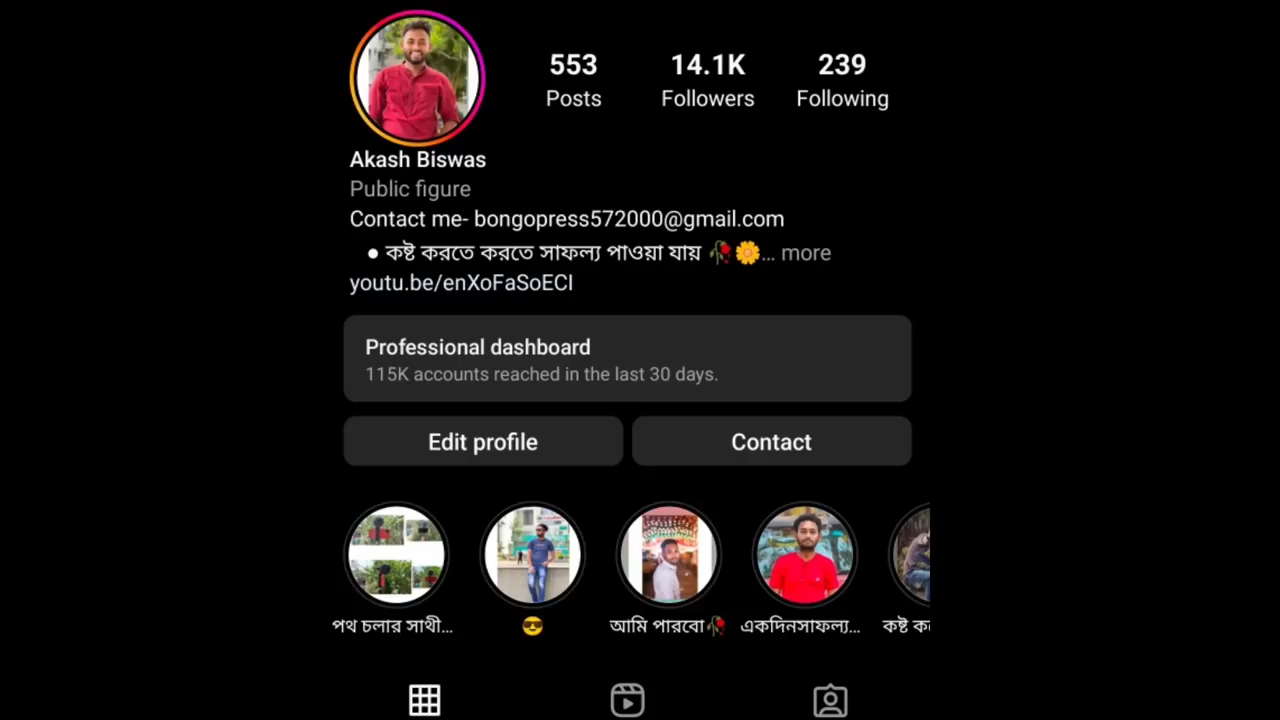 553 14.1K 239
Posts Followers Following
Akash Biswas
Public figure
Contact me- bongopress572000@gmail.com
● কষ্ট করতে করতে সাফল্য পাওয়া যায় 🥀🌼... more
youtu.be/enXoFaSoECI
Professional dashboard
115K accounts reached in the last 30 days.
Edit profile Contact
পথ চলার সাথী... 😎 আমি পারবো🥀 একদিনসাফল্য... কষ্ট